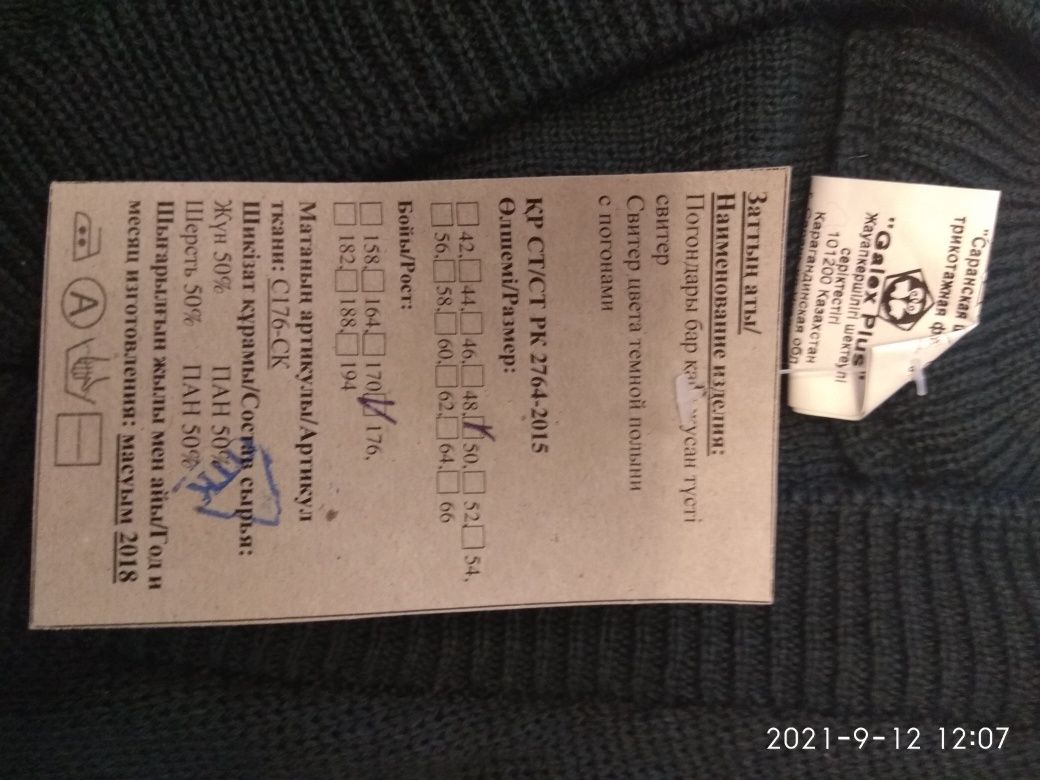 Заттың аты/
Наименование изделия:
Погондары бар қара жусан түсті
свитер
Свитер цвета темной полыни
с погонами
ҚР СТ/СТ РК 2764-2015
Өлшемі/Размер:
42, 44, 46, 48, 50, 52, 54,
56, 58, 60, 62, 64, 66
Бойы/Рост:
158, 164, 170, 176,
182, 188, 194
Матаның артикулы/Артикул
ткани: С176-СК
Шикізат құрамы/Состав сырья:
Жүн 50% ПАН 50%
Шерсть 50% ПАН 50%
Шығарылғын жылы мен айы/Год и
месяц изготовления: маусым 2018
А
"Саранская
трикотажная
"Galex Plus"
жауапкершілігі шектеулі
серіктестігі
101200 Казахстан
Карагандинская обл
2021-9-12 12:07